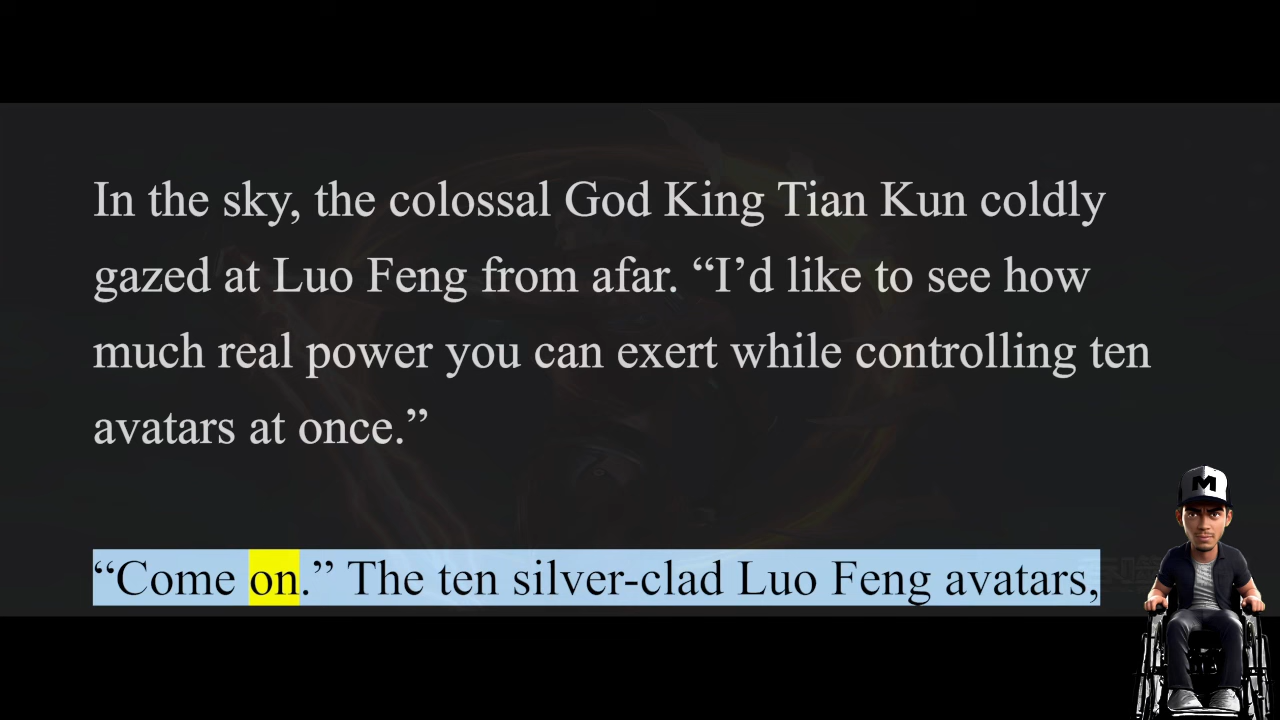 In the sky, the colossal God King Tian Kun coldly
gazed at Luo Feng from afar. “I’d like to see how
much real power you can exert while controlling ten
avatars at once.”
“Come on.” The ten silver-clad Luo Feng avatars,
M